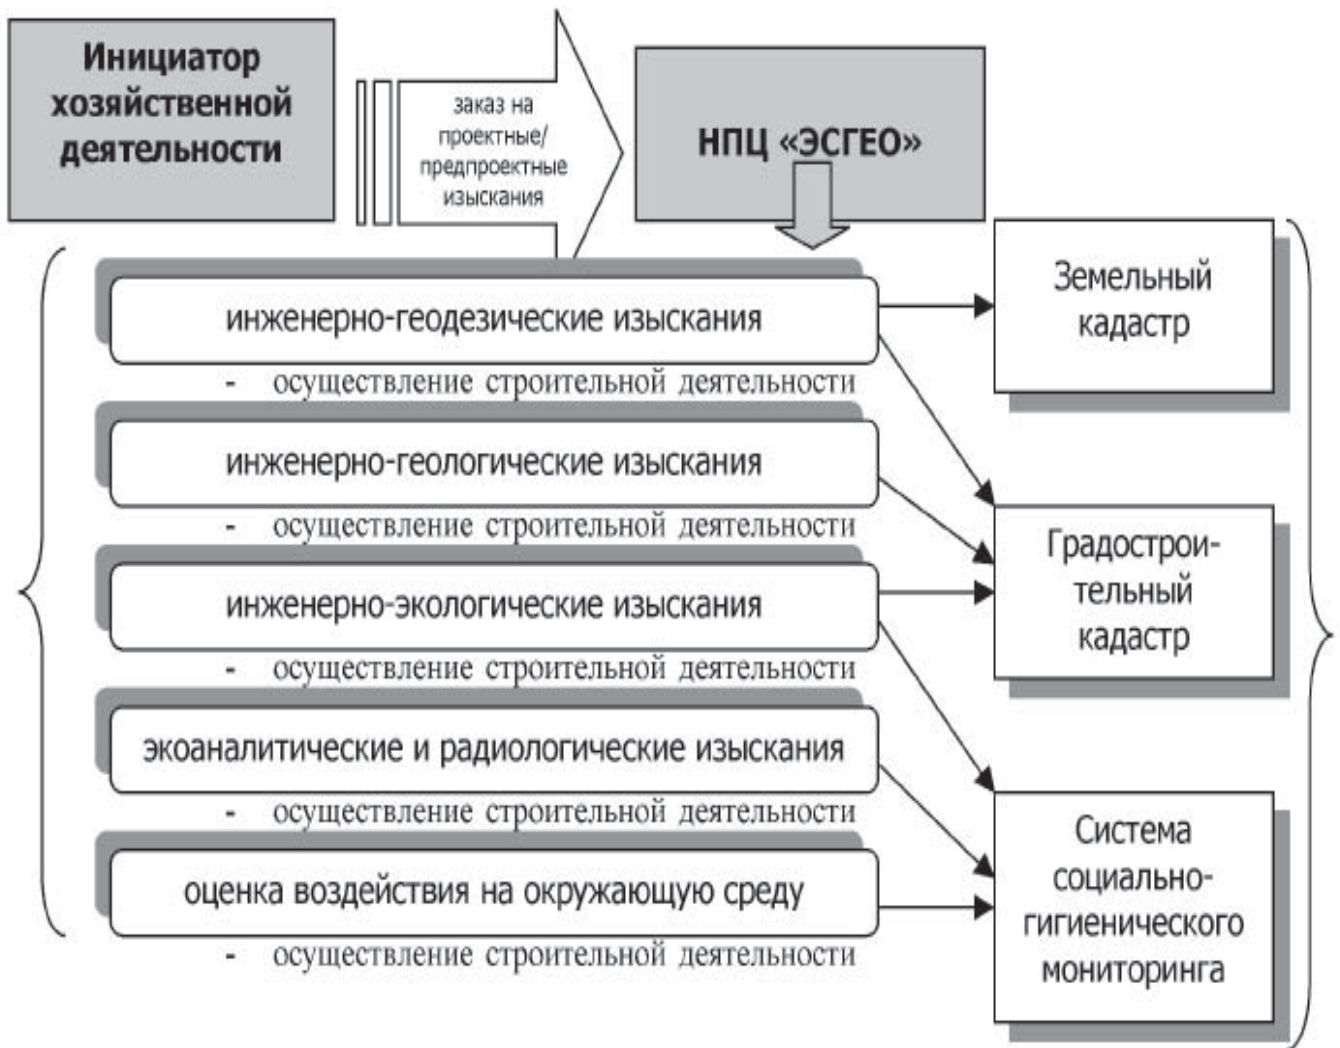 Инициатор
хозяйственной
деятельности
заказ на
проектные/
предпроектные
изыскания
НПЦ «ЭСГЕО»
инженерно-геодезические изыскания
- осуществление строительной деятельности
инженерно-геологические изыскания
- осуществление строительной деятельности
инженерно-экологические изыскания
- осуществление строительной деятельности
экоаналитические и радиологические изыскания
- осуществление строительной деятельности
оценка воздействия на окружающую среду
- осуществление строительной деятельности
Земельный
кадастр
Градострои-
тельный
кадастр
Система
социально-
гигиенического
мониторинга